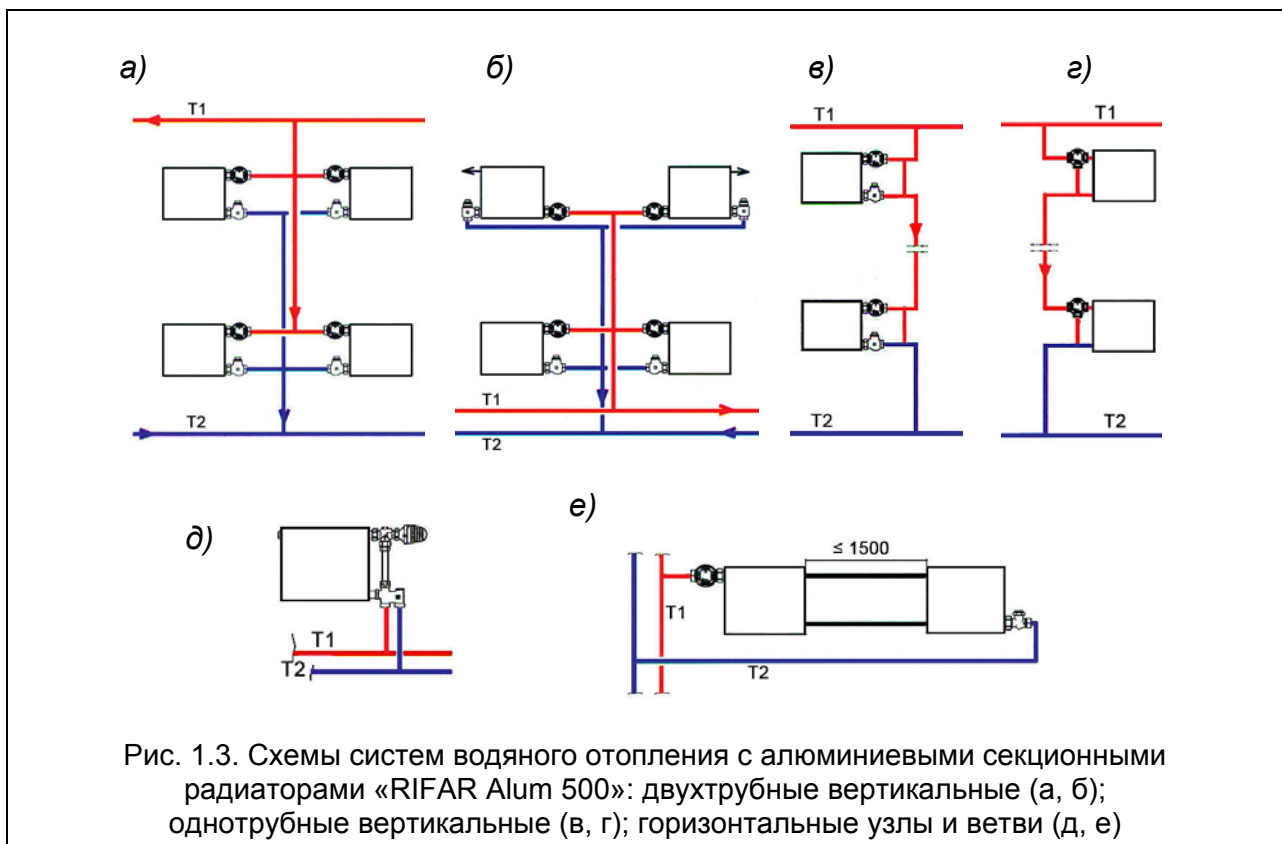 а)
б)
в)
г)
Т1
Т1
Т1
Т1
Т2
Т2
Т2
Т2
д)
е)
≤ 1500
Т1
Т2
Т1
Т2
Рис. 1.3. Схемы систем водяного отопления с алюминиевыми секционными
радиаторами «RIFAR Alum 500»: двухтрубные вертикальные (а, б);
однотрубные вертикальные (в, г); горизонтальные узлы и ветви (д, е)